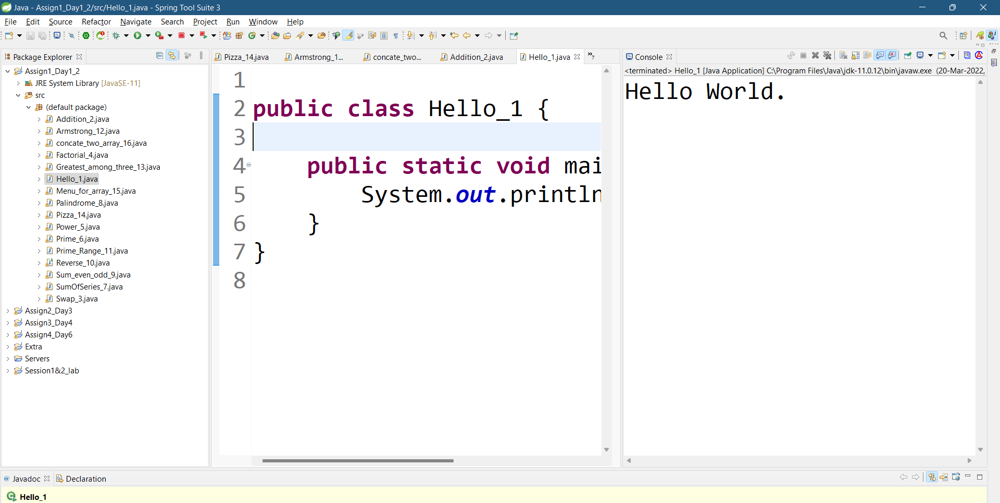 Java - Assign1_Day1_2/src/Hello_1.java - Spring Tool Suite 3
File Edit Source Refactor Navigate Search Project Run Window Help
Package Explorer
Assign1_Day1_2
JRE System Library [JavaSE-11]
src
(default package)
Addition_2.java
Armstrong_12.java
concate_two_array_16.java
Factorial_4.java
Greatest_among_three_13.java
Hello_1.java
Menu_for_array_15.java
Palindrome_8.java
Pizza_14.java
Power_5.java
Prime_6.java
Prime_Range_11.java
Reverse_10.java
Sum_even_odd_9.java
SumOfSeries_7.java
Swap_3.java
Assign2_Day3
Assign3_Day4
Assign4_Day6
Extra
Servers
Session1&2_lab
Pizza_14.java Armstrong_1... concate_two... Addition_2.java Hello_1.java »7
1
2 public class Hello_1 {
3
4 public static void mai
5 System.out.println
6 }
7 }
8
Console
<terminated> Hello_1 [Java Application] C:\Program Files\Java\jdk-11.0.12\bin\javaw.exe (20-Mar-2022,
Hello World.
@ Javadoc Declaration
Hello_1